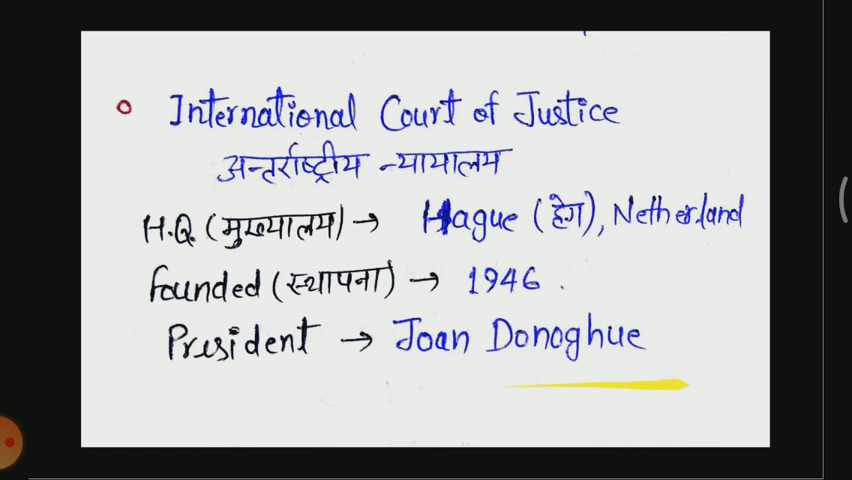 International Court of Justice
अन्तर्राष्ट्रीय न्यायालय
H.Q. (मुख्यालय) → Hague (हेग), Netherland
founded (स्थापना) → 1946.
President → Joan Donoghue